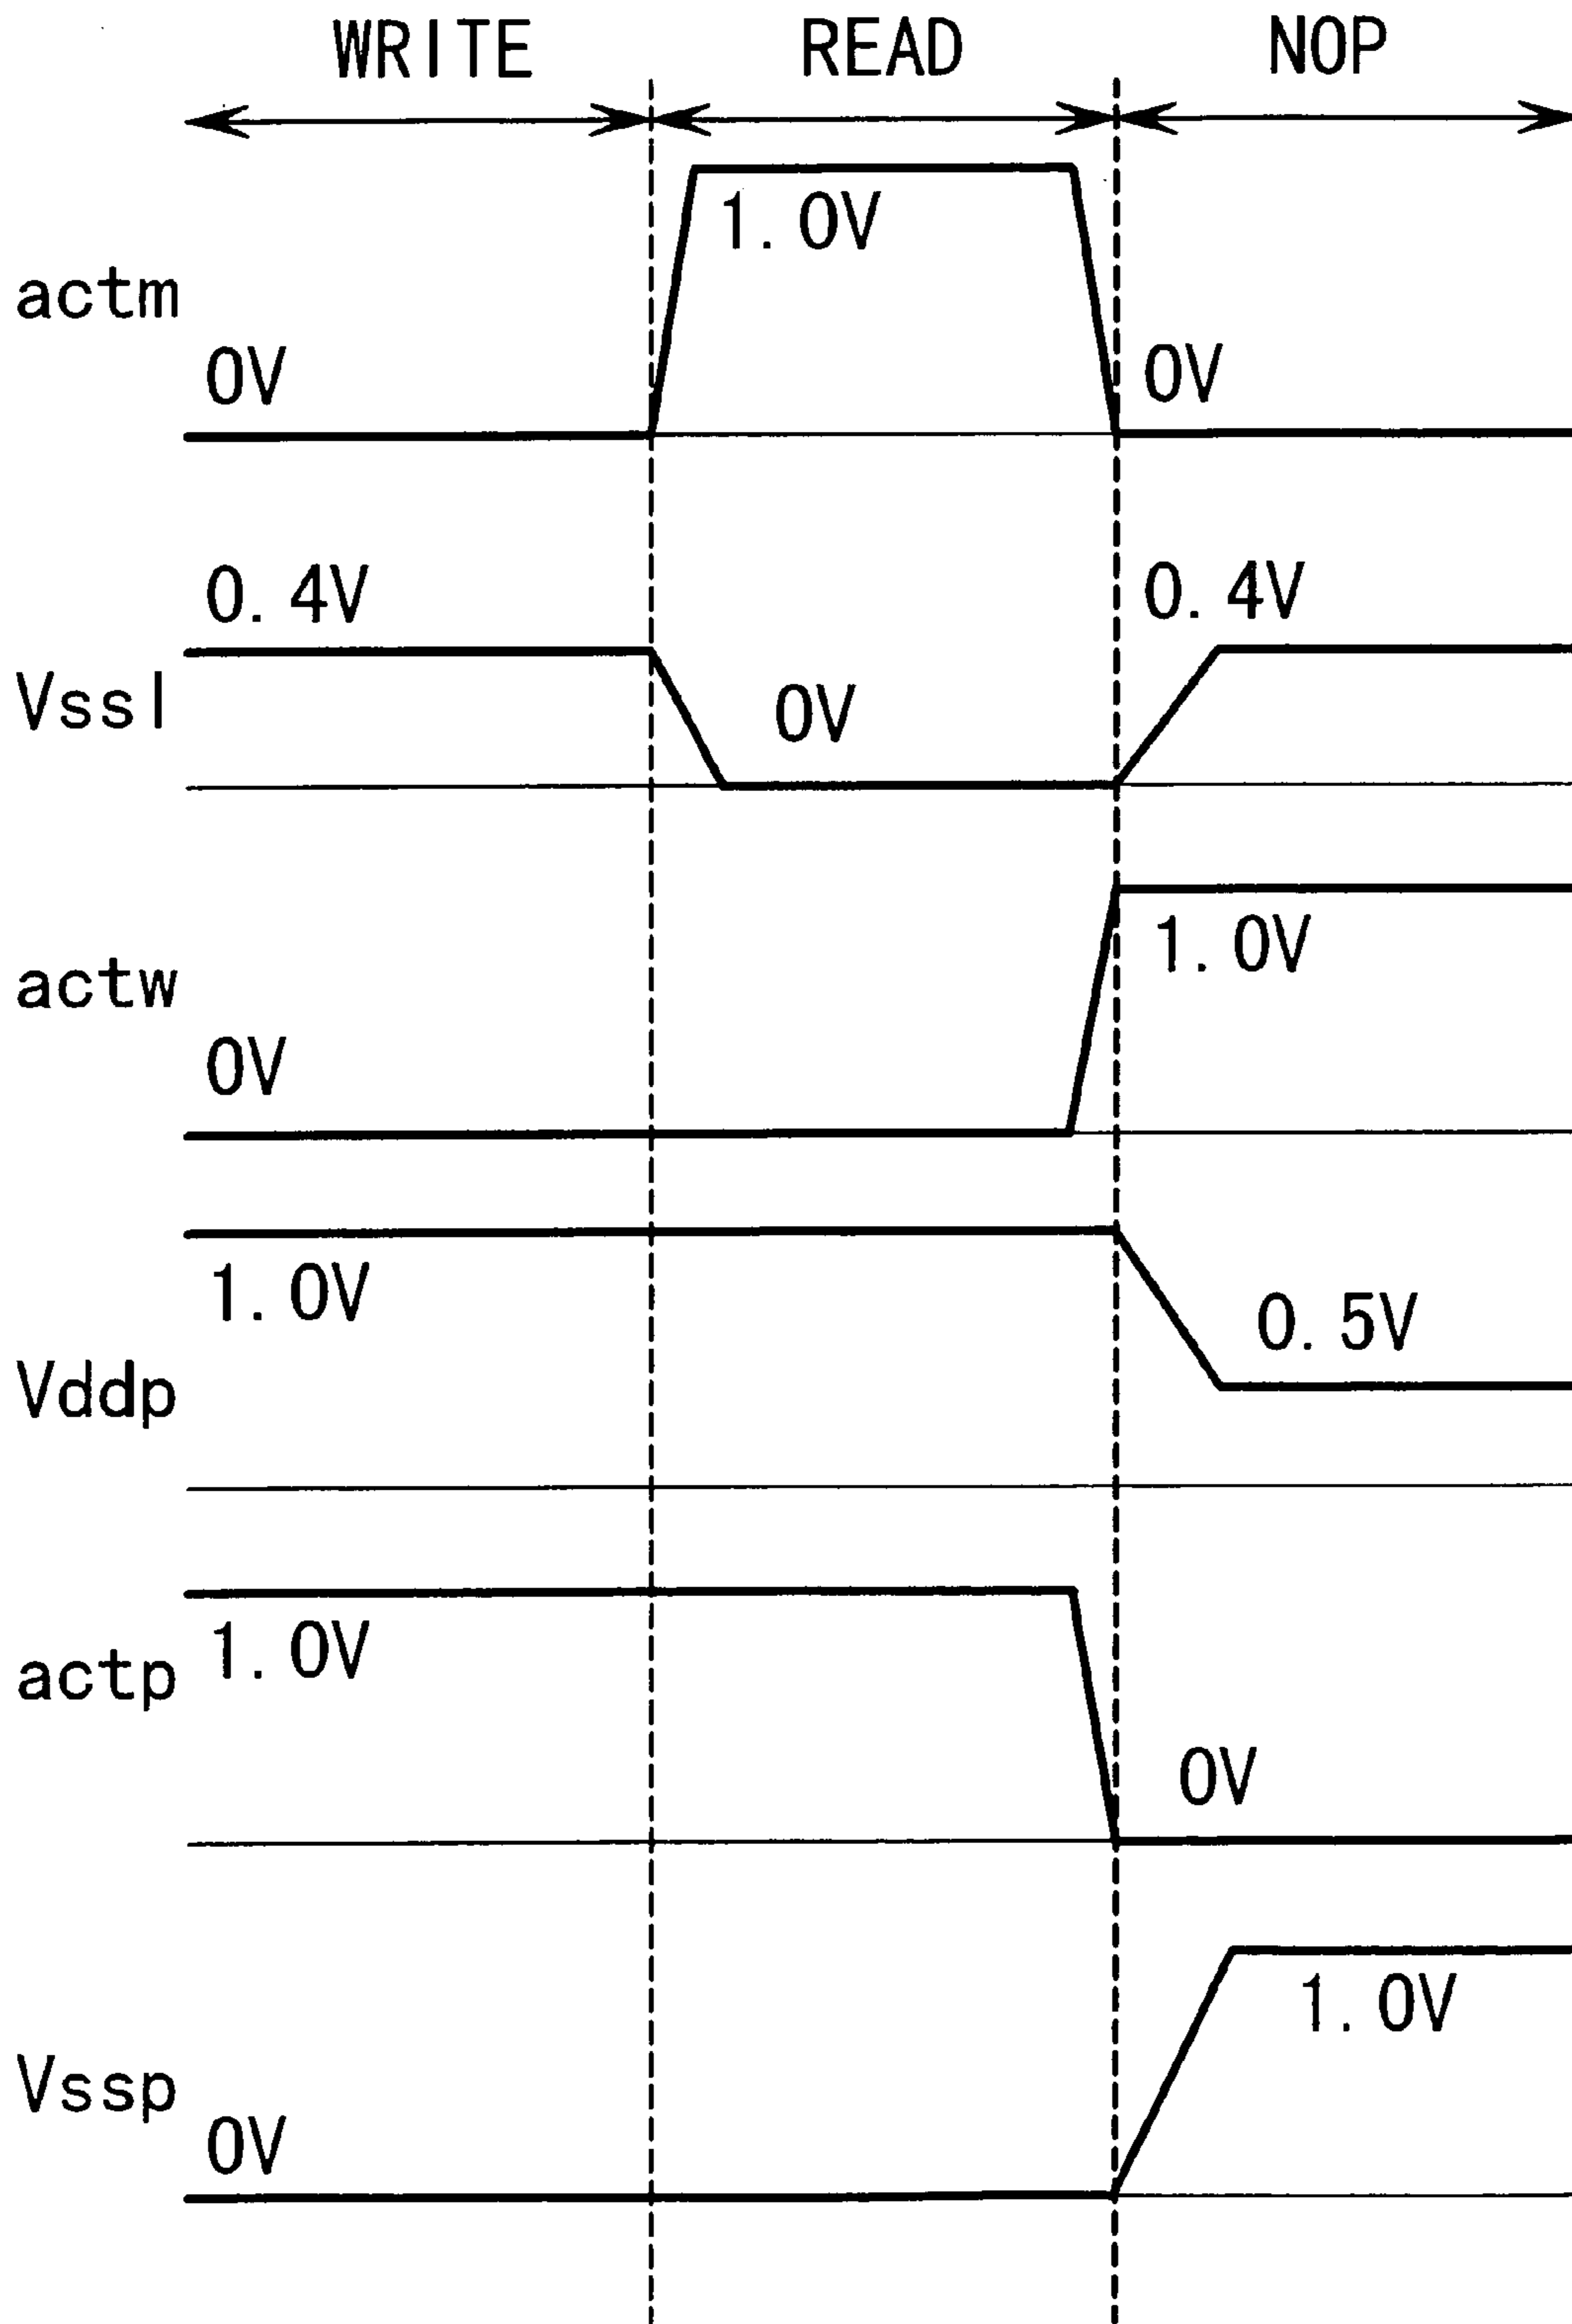 WRITE READ NOP
1.0V
actm
0V 0V
0.4V 0.4V
Vssl 0V
1.0V
actw
0V
1.0V
0.5V
Vddp
1.0V
actp
0V
1.0V
Vssp
0V